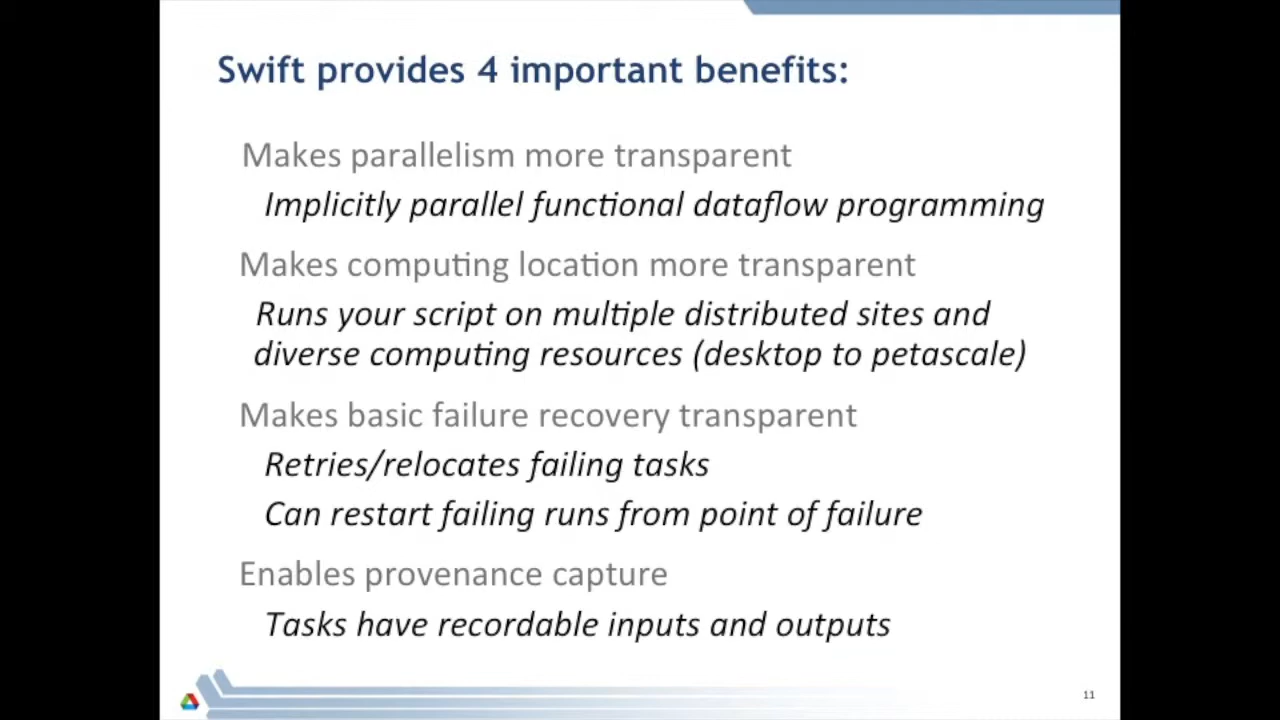 Swift provides 4 important benefits:
Makes parallelism more transparent
Implicitly parallel functional dataflow programming
Makes computing location more transparent
Runs your script on multiple distributed sites and
diverse computing resources (desktop to petascale)
Makes basic failure recovery transparent
Retries/relocates failing tasks
Can restart failing runs from point of failure
Enables provenance capture
Tasks have recordable inputs and outputs
11